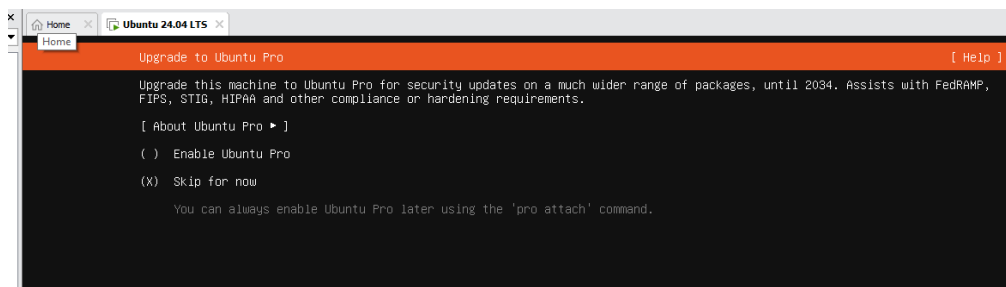 Home
Ubuntu 24.04 LTS
Home
Upgrade to Ubuntu Pro [ Help ]
Upgrade this machine to Ubuntu Pro for security updates on a much wider range of packages, until 2034. Assists with FedRAMP,
FIPS, STIG, HIPAA and other compliance or hardening requirements.
[ About Ubuntu Pro ▸ ]
( ) Enable Ubuntu Pro
(X) Skip for now
You can always enable Ubuntu Pro later using the 'pro attach' command.